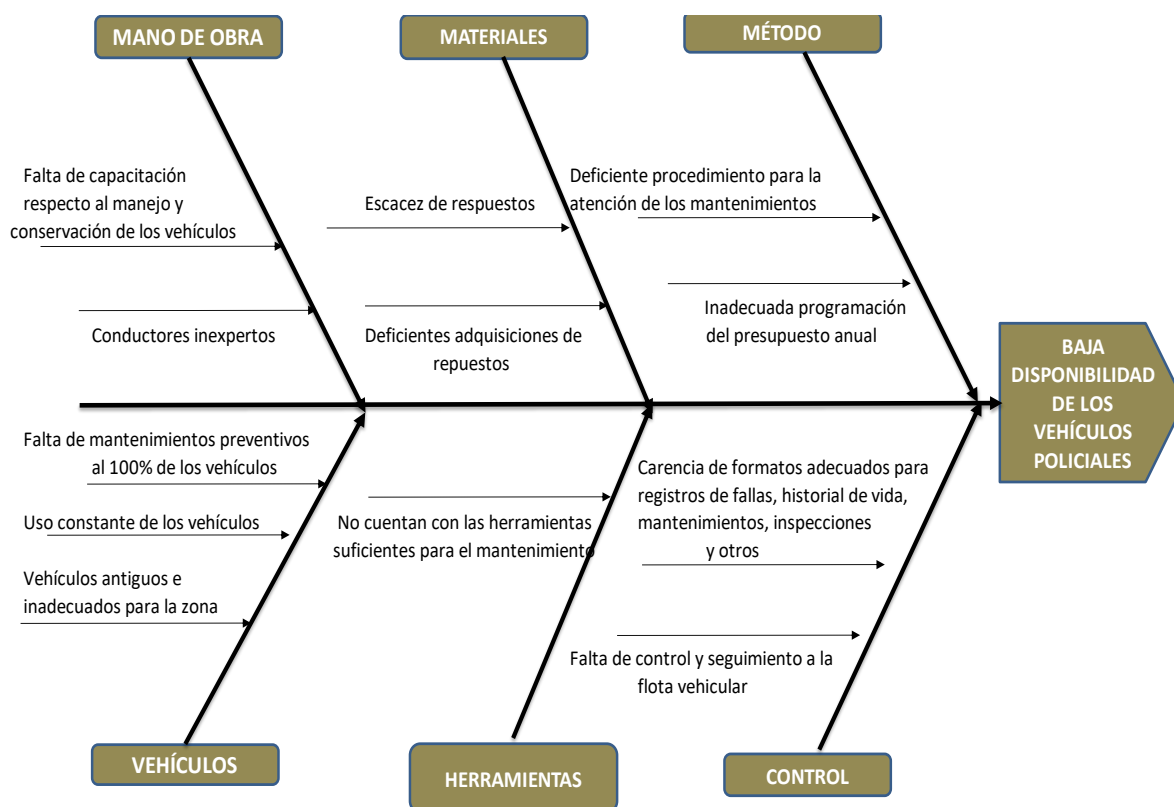 MANO DE OBRA
MATERIALES
MÉTODO
Falta de capacitación
respecto al manejo y
conservación de los vehículos
Conductores inexpertos
Escacez de respuestos
Deficientes adquisiciones de
repuestos
Deficiente procedimiento para la
atención de los mantenimientos
Inadecuada programación
del presupuesto anual
BAJA
DISPONIBILIDAD
DE LOS
VEHÍCULOS
POLICIALES
Falta de mantenimientos preventivos
al 100% de los vehículos
Uso constante de los vehículos
Vehículos antiguos e
inadecuados para la zona
No cuentan con las herramientas
suficientes para el mantenimiento
Carencia de formatos adecuados para
registros de fallas, historial de vida,
mantenimientos, inspecciones
y otros
Falta de control y seguimiento a la
flota vehicular
VEHÍCULOS
HERRAMIENTAS
CONTROL